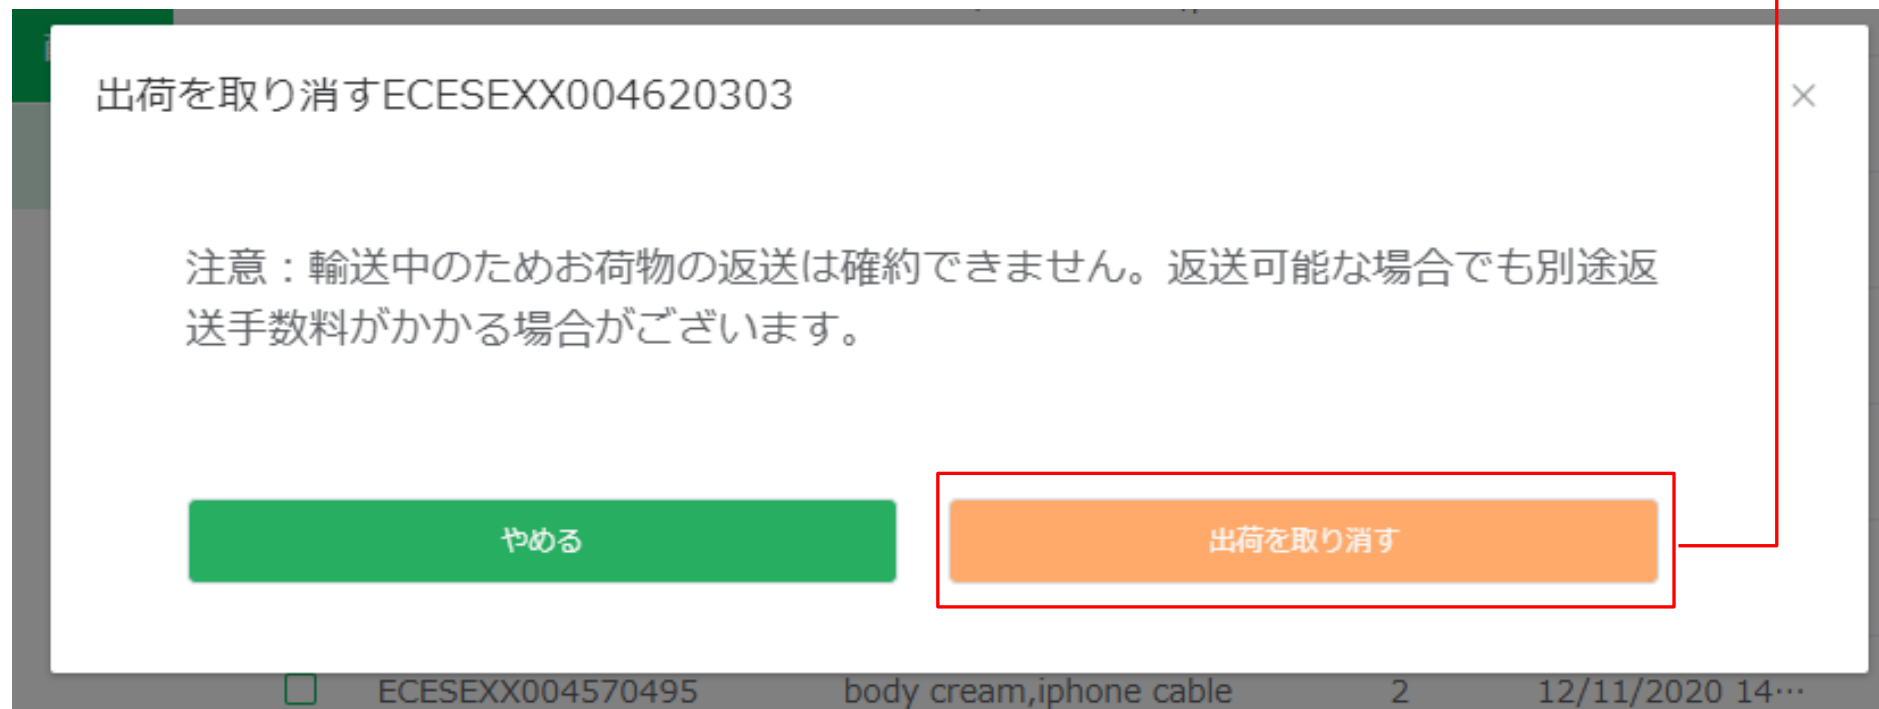 出荷を取り消すECESEXX004620303
×
注意：輸送中のためお荷物の返送は確約できません。返送可能な場合でも別途返
送手数料がかかる場合がございます。
やめる
出荷を取り消す
ECESEXX004570495 body cream,iphone cable 2 12/11/2020 14…